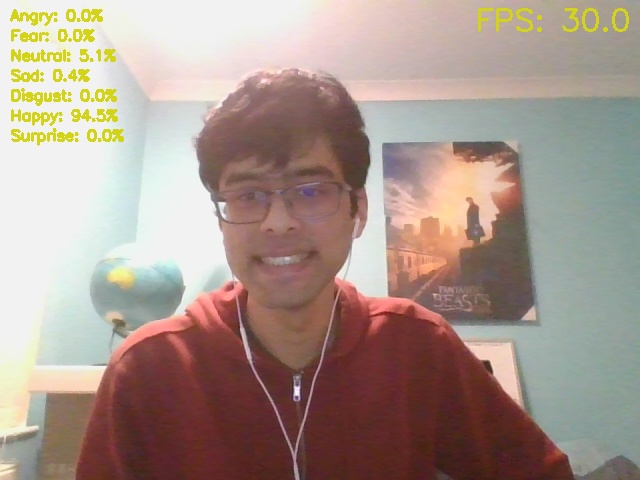 Angry: 0.0%
Fear: 0.0%
Neutral: 5.1%
Sad: 0.4%
Disgust: 0.0%
Happy: 94.5%
Surprise: 0.0%
FPS: 30.0
FANTASTIC
BEASTS